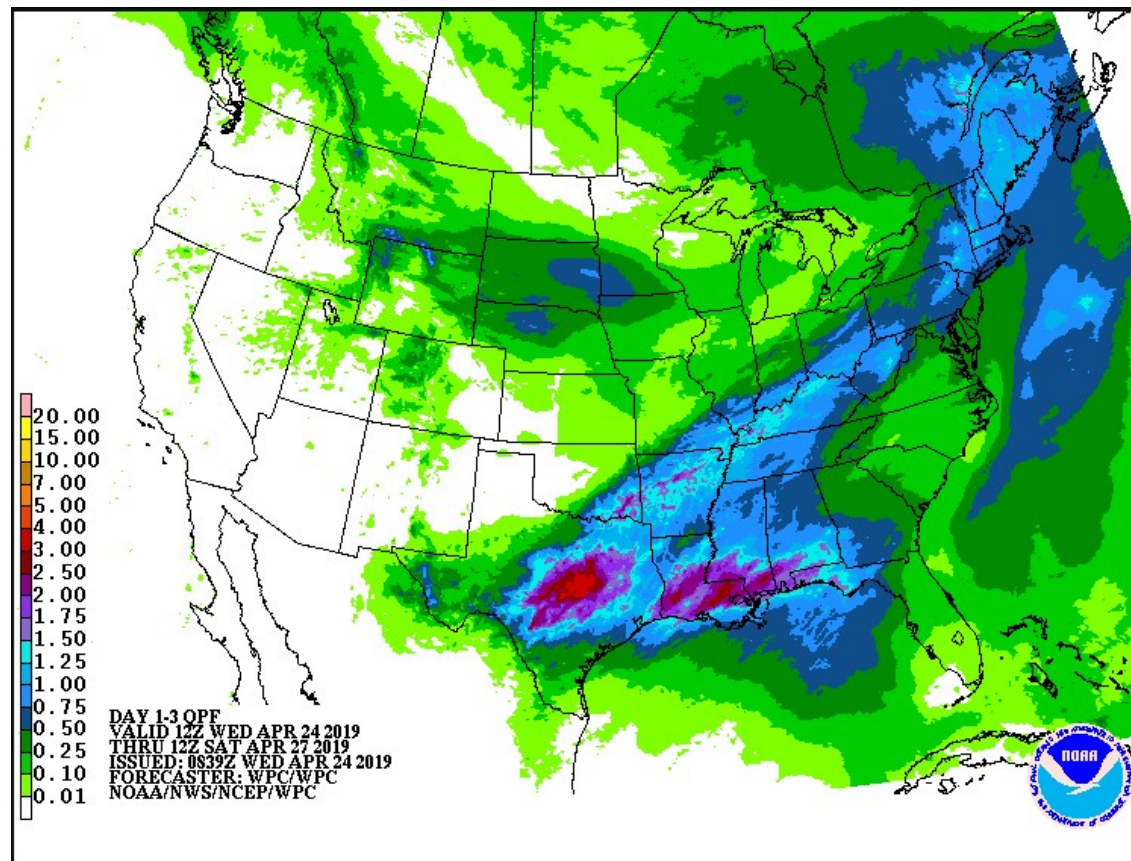 20.00
15.00
10.00
7.00
5.00
4.00
3.00
2.50
2.00
1.75
1.50
1.25
1.00
0.75
0.50
0.25
0.10
0.01
DAY 1-3 QPF
VALID 12Z WED APR 24 2019
THRU 12Z SAT APR 27 2019
ISSUED: 0839Z WED APR 24 2019
FORECASTER: WPC/WPC
NOAA/NWS/NCEP/WPC
NOAA